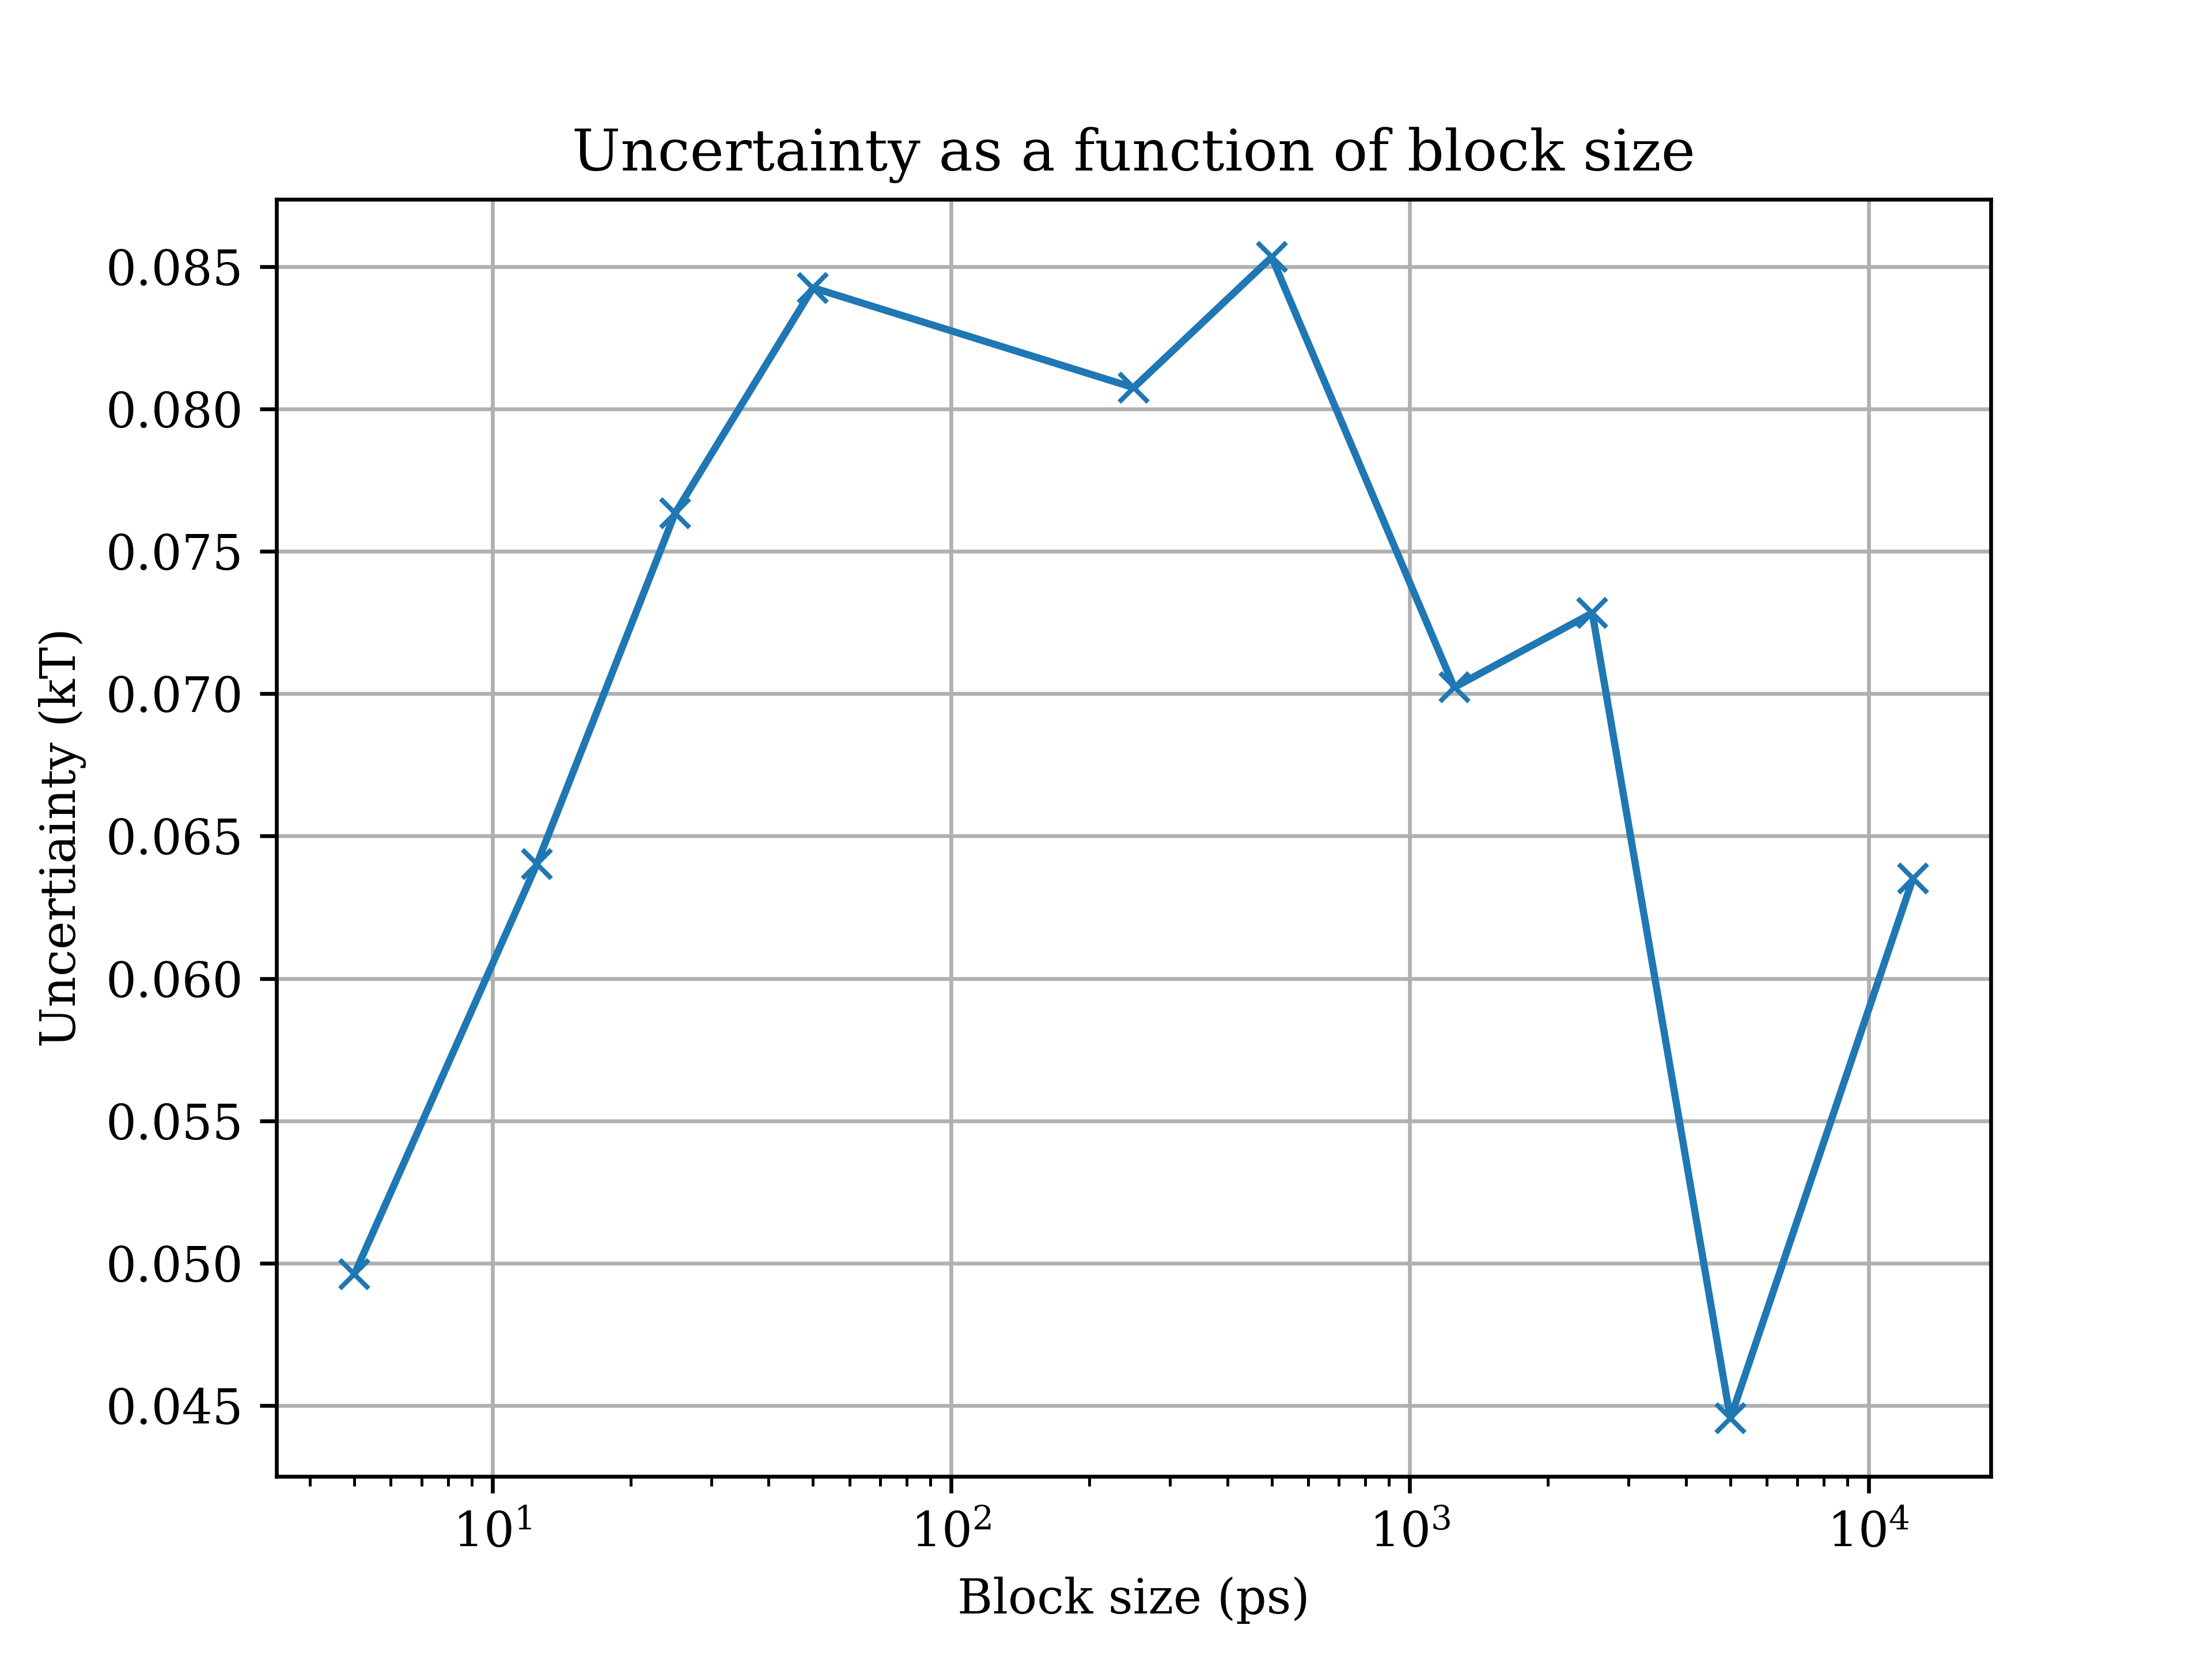 Uncertainty as a function of block size
0.085
0.080
0.075
0.070
0.065
0.060
0.055
0.050
0.045
Uncertiainty (kT)
10¹ 10² 10³ 10⁴
Block size (ps)